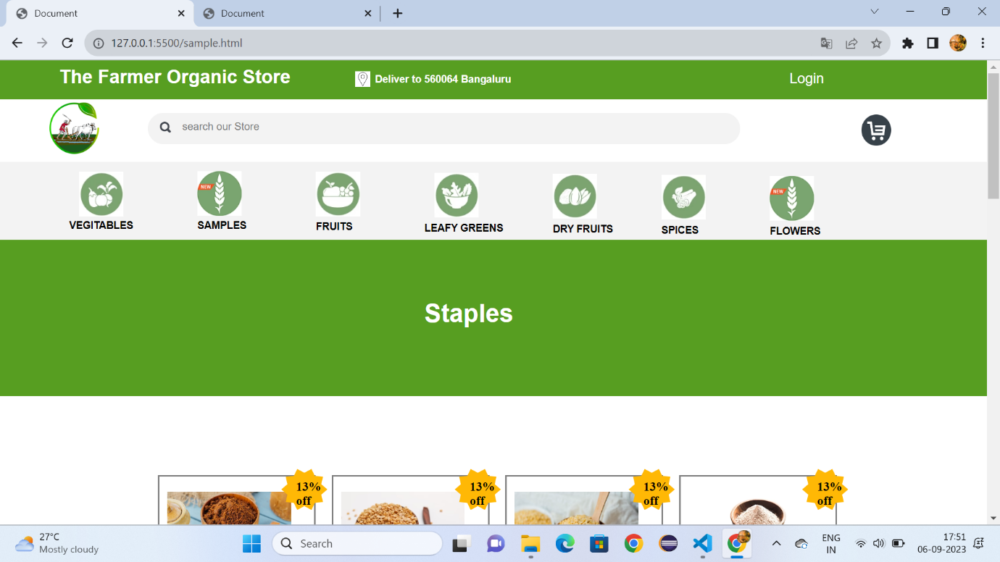 Document
Document
127.0.0.1:5500/sample.html
The Farmer Organic Store
Deliver to 560064 Bangaluru
Login
search our Store
NEW
NEW
VEGITABLES
SAMPLES
FRUITS
LEAFY GREENS
DRY FRUITS
SPICES
FLOWERS
Staples
13%
off
13%
off
13%
off
13%
off
27°C
Mostly cloudy
Search
ENG
IN
17:51
06-09-2023